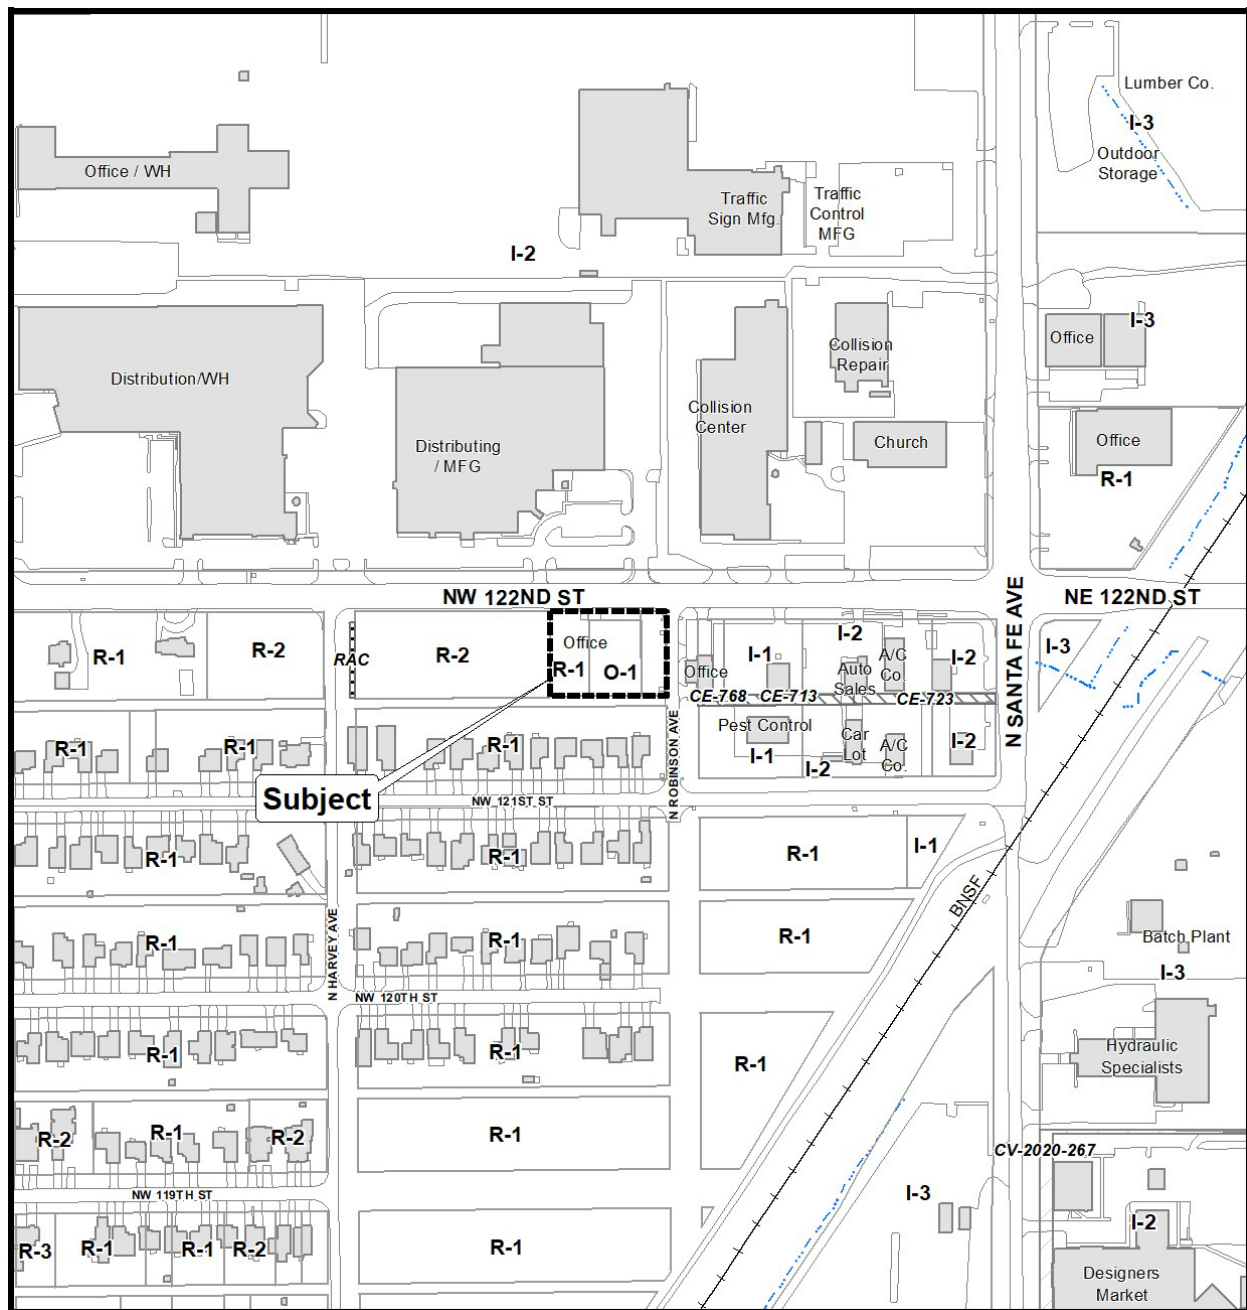 Lumber Co.
I-3
Outdoor
Storage
Office / WH
Traffic
Sign Mfg.
Traffic
Control
MFG
I-2
I-3
Office
Collision
Repair
Distribution/WH
Collision
Center
Distributing
/ MFG
Church
Office
R-1
NW 122ND ST
NE 122ND ST
N SANTA FE AVE
R-1
R-2
RAC
R-2
Office
R-1
O-1
Office
I-1
I-2
Auto
Sales
A/C
Co.
I-2
I-3
CE-768
CE-713
CE-723
R-1
R-1
R-1
N ROBINSON AVE
Pest Control
I-1
I-2
Car
Lot
A/C
Co.
I-2
Subject
NW 121ST ST
R-1
R-1
R-1
I-1
BNSF
N HARVEY AVE
R-1
R-1
R-1
Batch Plant
I-3
NW 120TH ST
R-1
R-1
R-1
Hydraulic
Specialists
R-2
R-1
R-2
R-1
CV-2020-267
NW 119TH ST
I-3
I-2
R-3
R-1
R-1
R-2
R-1
Designers
Market